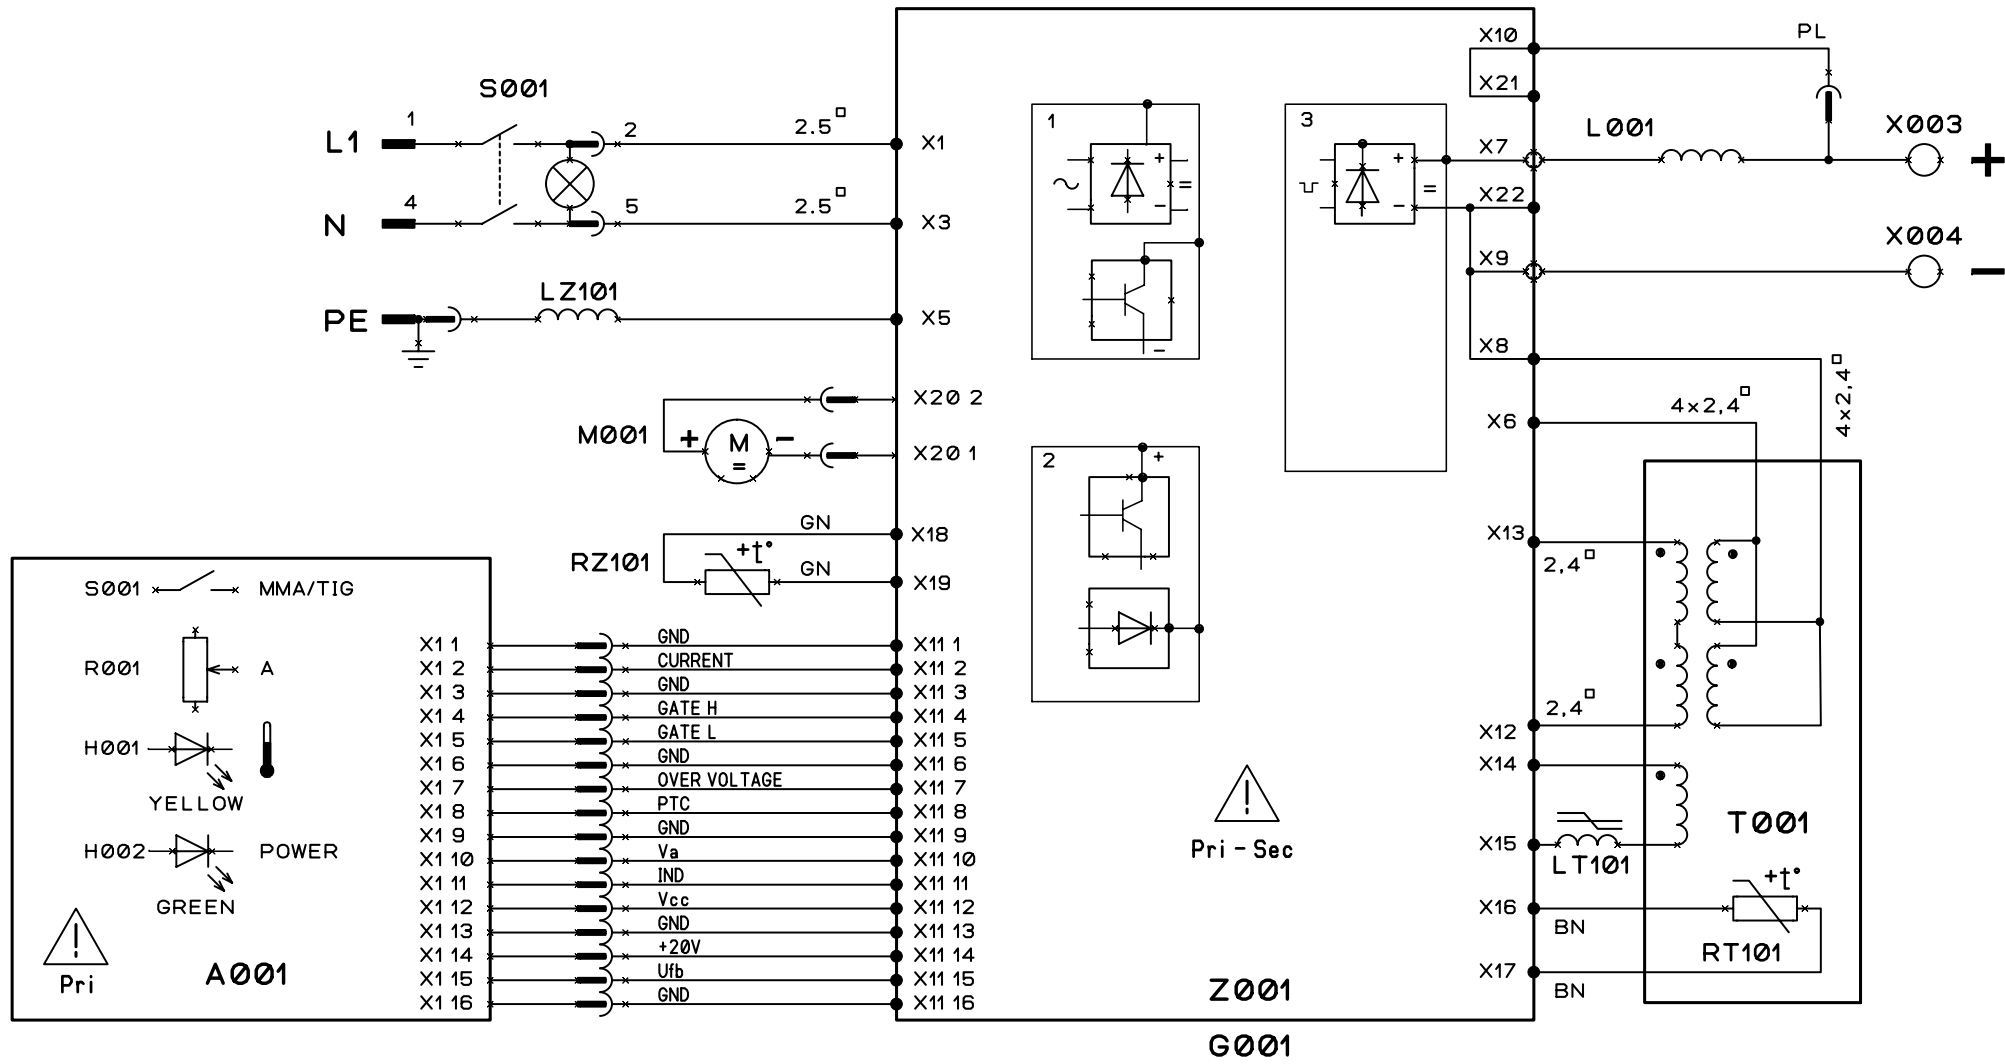 S001
L1 1 2 2.5□ X1
N 4 5 2.5□ X3
PE LZ101 X5
M001 + M = − X20 2
X20 1
RZ101 +t° GN X18
GN X19
S001 MMA/TIG
R001 A
H001
YELLOW
H002 POWER
GREEN
Pri
A001
X1 1 GND X11 1
X1 2 CURRENT X11 2
X1 3 GND X11 3
X1 4 GATE H X11 4
X1 5 GATE L X11 5
X1 6 GND X11 6
X1 7 OVER VOLTAGE X11 7
X1 8 PTC X11 8
X1 9 GND X11 9
X1 10 Va X11 10
X1 11 IND X11 11
X1 12 Vcc X11 12
X1 13 GND X11 13
X1 14 +20V X11 14
X1 15 Ufb X11 15
X1 16 GND X11 16
1
~ + − =
−
2
+
3
+ − =
! Pri - Sec
Z001
G001
X10 PL
X21
X7 L001 X003 +
X22
X9 X004 −
X8 4x2,4□
X6 4x2,4□
X13 2,4□
X12 2,4□
X14
X15 LT101
T001
X16 BN +t°
RT101
X17 BN